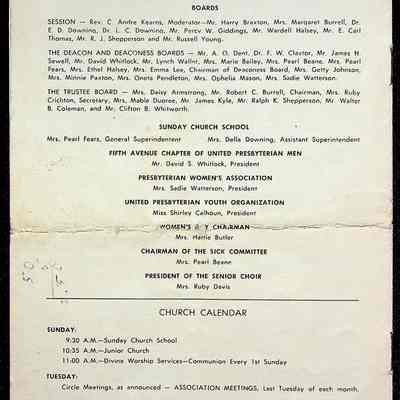 BOARDS
SESSION — Rev. C. Andre Kearns, Moderator—Mr. Harry Braxton, Mrs. Margaret Burrell, Dr.
E. D. Downing, Dr. L. C. Downing, Mr. Percy W. Giddings, Mr. Wardell Halsey, Mr. E. Carl
Thomas, Mr. R. J. Shepperson and Mr. Russell Young.
THE DEACON AND DEACONESS BOARDS — Mr. A. O. Dent, Dr. F. W. Claytor, Mr. James H.
Sewell, Mr. David Whitlock, Mr. Lynch Wallnr, Mrs. Marie Bailey, Mrs. Pearl Beane, Mrs. Pearl
Fears, Mrs. Ethel Halsey, Mrs. Emma Lee, Chairman of Deaconess Board, Mrs. Getty Johnson,
Mrs. Minnie Paxton, Mrs. Oneta Pendleton, Mrs. Ophelia Mason, Mrs. Sadie Watterson.
THE TRUSTEE BOARD — Mrs. Daisy Armstrong, Mr. Robert C. Burrell, Chairman, Mrs. Ruby
Crichton, Secretary, Mrs. Mable Dupree, Mr. James Kyle, Mr. Ralph K. Shepperson, Mr. Walter
B. Coleman, and Mr. Clifton B. Whitworth.
SUNDAY CHURCH SCHOOL
Mrs. Pearl Fears, General Superintendent Mrs. Della Downing, Assistant Superintendent
FIFTH AVENUE CHAPTER OF UNITED PRESBYTERIAN MEN
Mr. David S. Whitlock, President
PRESBYTERIAN WOMEN'S ASSOCIATION
Mrs. Sadie Watterson, President
UNITED PRESBYTERIAN YOUTH ORGANIZATION
Miss Shirley Calhoun, President
WOMEN'S CHAIRMAN
Mrs. Harrie Butler
CHAIRMAN OF THE SICK COMMITTEE
Mrs. Pearl Beane
PRESIDENT OF THE SENIOR CHOIR
Mrs. Ruby Davis
CHURCH CALENDAR
SUNDAY:
9:30 A.M.—Sunday Church School
10:35 A.M.—Junior Church
11:00 A.M.—Divine Worship Services—Communion Every 1st Sunday
TUESDAY:
Circle Meetings, as announced — ASSOCIATION MEETINGS, Last Tuesday of each month.